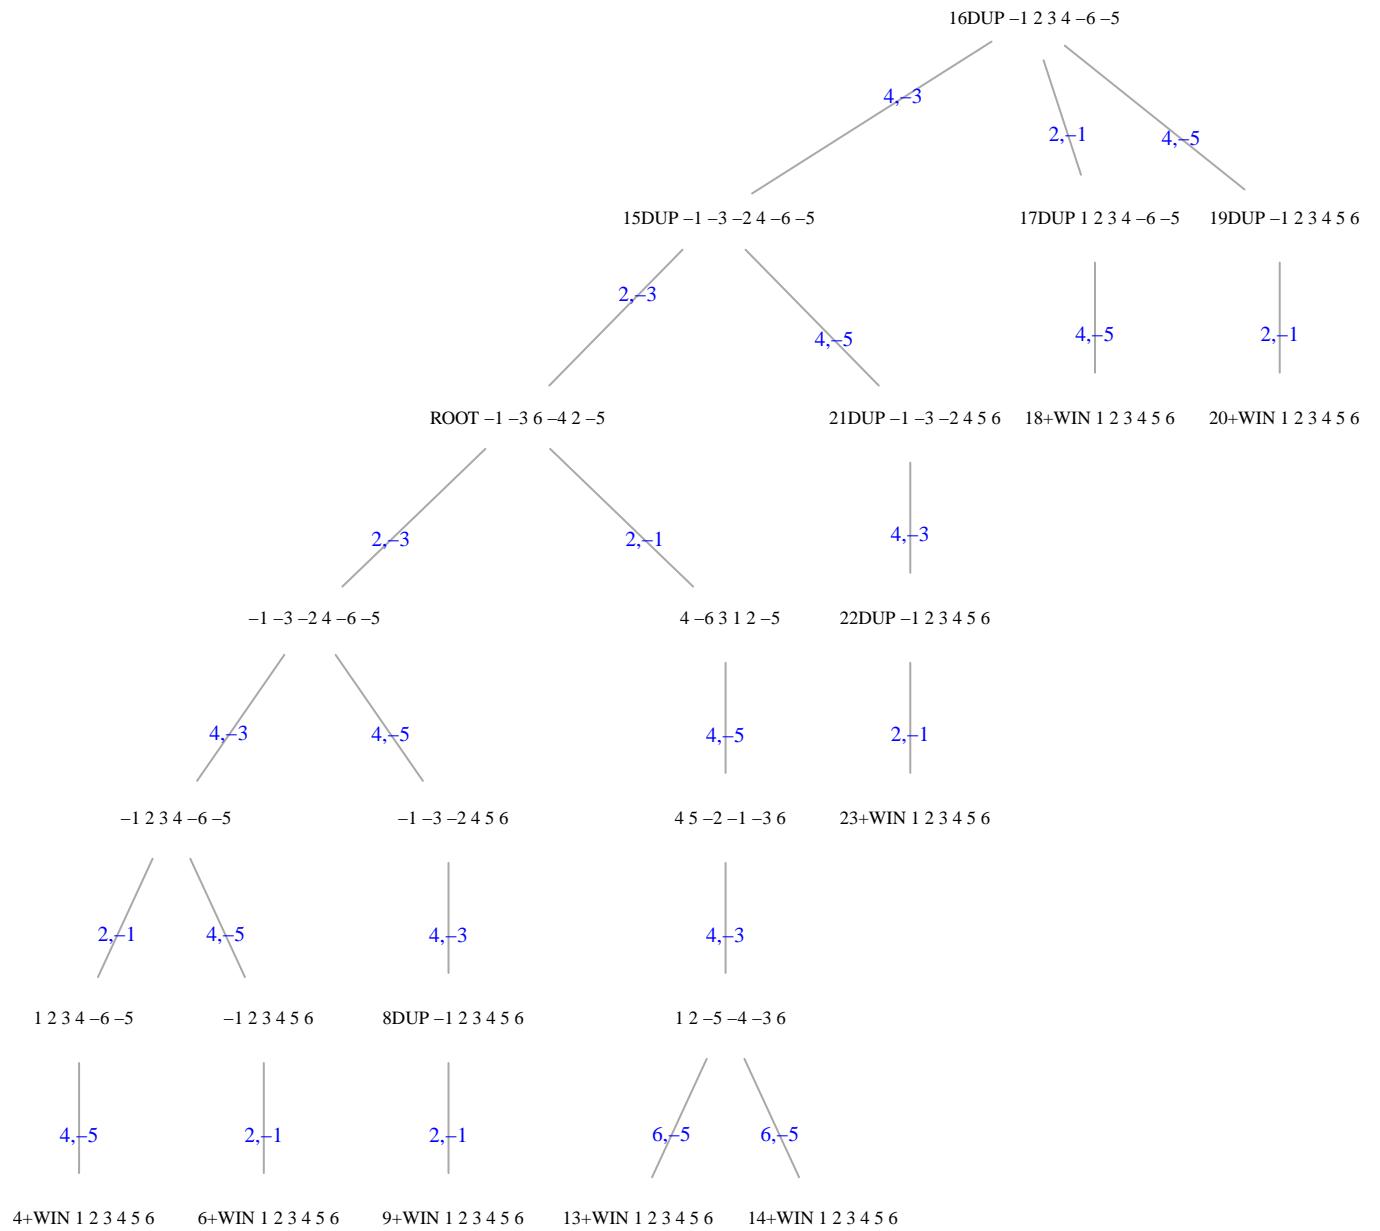 16DUP –1 2 3 4 –6 –5
4,–3
2,–1
4,–5
15DUP –1 –3 –2 4 –6 –5
17DUP 1 2 3 4 –6 –5
19DUP –1 2 3 4 5 6
2,–3
4,–5
4,–5
2,–1
ROOT –1 –3 6 –4 2 –5
21DUP –1 –3 –2 4 5 6
18+WIN 1 2 3 4 5 6
20+WIN 1 2 3 4 5 6
2,–3
2,–1
4,–3
–1 –3 –2 4 –6 –5
4 –6 3 1 2 –5
22DUP –1 2 3 4 5 6
4,–3
4,–5
4,–5
2,–1
–1 2 3 4 –6 –5
–1 –3 –2 4 5 6
4 5 –2 –1 –3 6
23+WIN 1 2 3 4 5 6
2,–1
4,–5
4,–3
4,–3
1 2 3 4 –6 –5
–1 2 3 4 5 6
8DUP –1 2 3 4 5 6
1 2 –5 –4 –3 6
4,–5
2,–1
2,–1
6,–5
6,–5
4+WIN 1 2 3 4 5 6
6+WIN 1 2 3 4 5 6
9+WIN 1 2 3 4 5 6
13+WIN 1 2 3 4 5 6
14+WIN 1 2 3 4 5 6